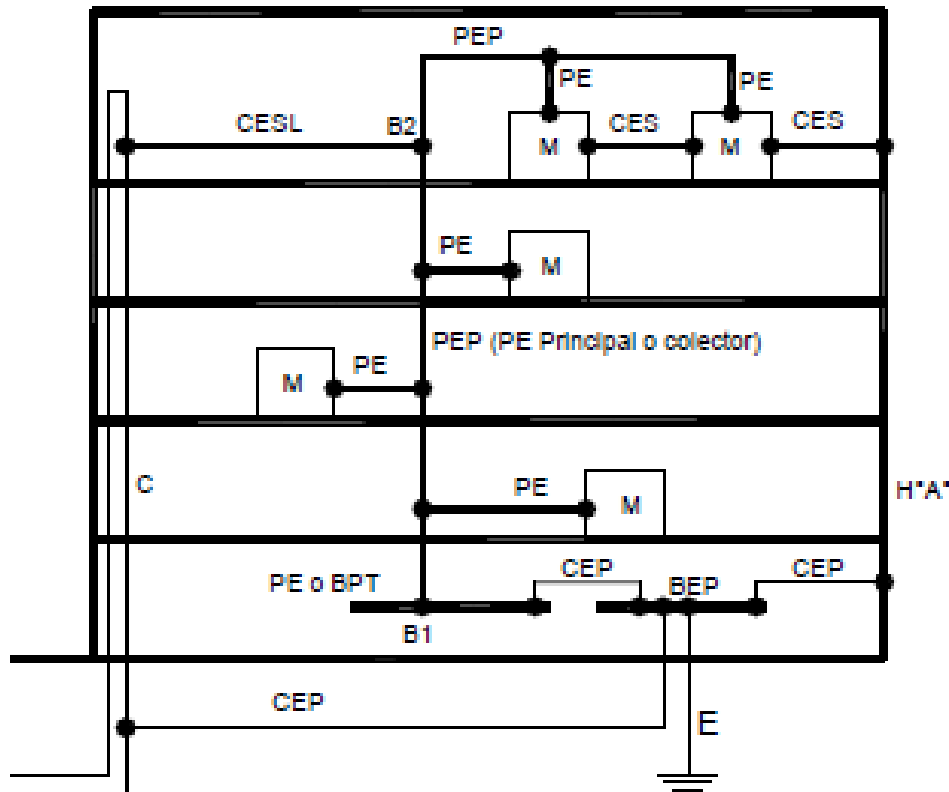 PEP
PE PE
CESL B2 M CES M CES
PE M
PEP (PE Principal o colector)
M PE
C PE M H"A"
PE o BPT CEP BEP CEP
B1
CEP E